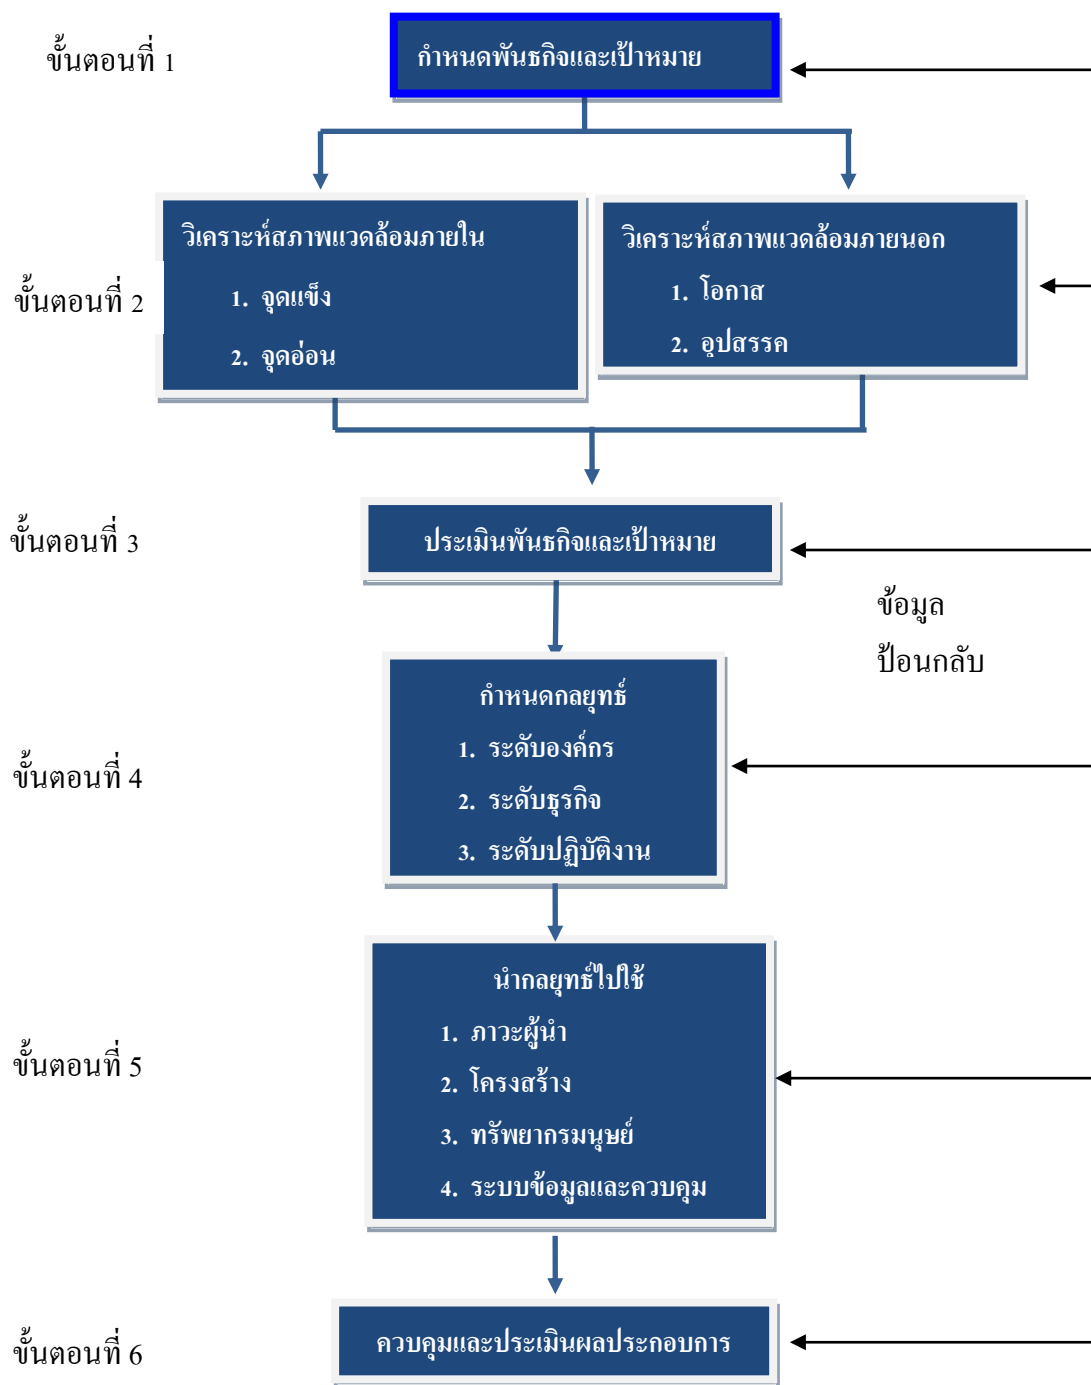 ขั้นตอนที่ 1
กำหนดพันธกิจและเป้าหมาย
ขั้นตอนที่ 2
วิเคราะห์สภาพแวดล้อมภายใน
1. จุดแข็ง
2. จุดอ่อน
วิเคราะห์สภาพแวดล้อมภายนอก
1. โอกาส
2. อุปสรรค
ขั้นตอนที่ 3
ประเมินพันธกิจและเป้าหมาย
ข้อมูล
ป้อนกลับ
ขั้นตอนที่ 4
กำหนดกลยุทธ์
1. ระดับองค์กร
2. ระดับธุรกิจ
3. ระดับปฏิบัติงาน
ขั้นตอนที่ 5
นำกลยุทธ์ไปใช้
1. ภาวะผู้นำ
2. โครงสร้าง
3. ทรัพยากรมนุษย์
4. ระบบข้อมูลและควบคุม
ขั้นตอนที่ 6
ควบคุมและประเมินผลประกอบการ